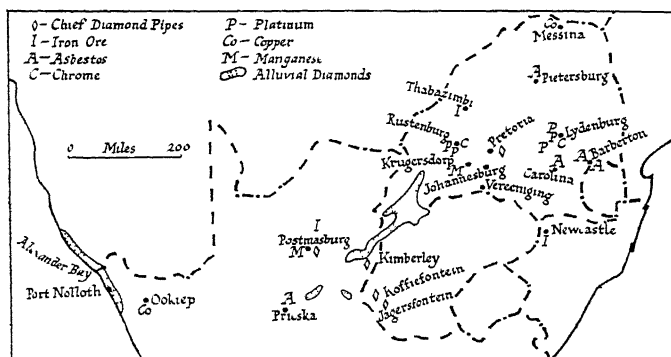 ◊ - Chief Diamond Pipes
I - Iron Ore
A - Asbestos
C - Chrome
P - Platinum
Co - Copper
M - Manganese
Alluvial Diamonds
0 Miles 200
Co
Messina
A
Pietersburg
Thabazimbi
I
Rustenburg
P P C
Pretoria
P P P C
Lydenburg
Krugersdorp
M
Johannesburg
Vereeniging
Carolina
A
Barberton
A A A
I
Newcastle
I
Postmasburg
M
Kimberley
Koffiefontein
Jagersfontein
A
Prieska
Alexander Bay
Port Nolloth
Ookiep
Co